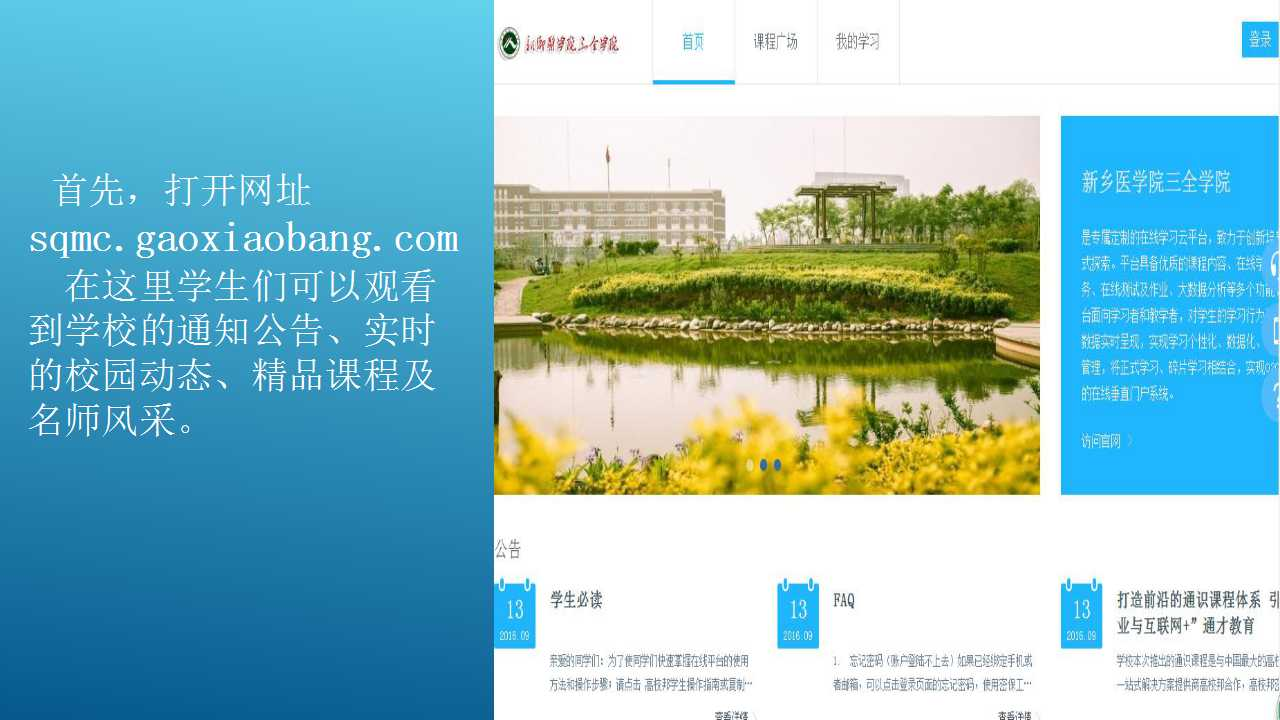 首先，打开网址
sqmc.gaoxiaobang.com
在这里学生们可以观看
到学校的通知公告、实时
的校园动态、精品课程及
名师风采。
新乡医学院三全学院
首页
课程广场
我的学习
登录
新乡医学院三全学院
是专属定制的在线学习云平台，致力于创新
式探索。平台具备优质的课程内容、在线
务、在线测试及作业、大数据分析等多个功
台面向学习者和教学者，对学生的学习行为
数据实时呈现，实现学习个性化、数据化、
管理，将正式学习、碎片学习相结合，实现
的在线垂直门户系统。
访问官网 〉
公告
13
2016.09
学生必读
亲爱的同学们：为了使同学们快速掌握在线平台的使用
方法和操作步骤，请点击 高校邦学生操作指南或复制…
查看详情 〉
13
2016.09
FAQ
1. 忘记密码（账户登陆不上去）如果已经绑定手机或
者邮箱，可以点击登录页面的忘记密码，使用密保工…
查看详情 〉
13
2016.09
打造前沿的通识课程体系 引
业与互联网+”通才教育
学校本次推出的通识课程是与中国最大的高
一站式解决方案提供商高校邦合作，高校邦